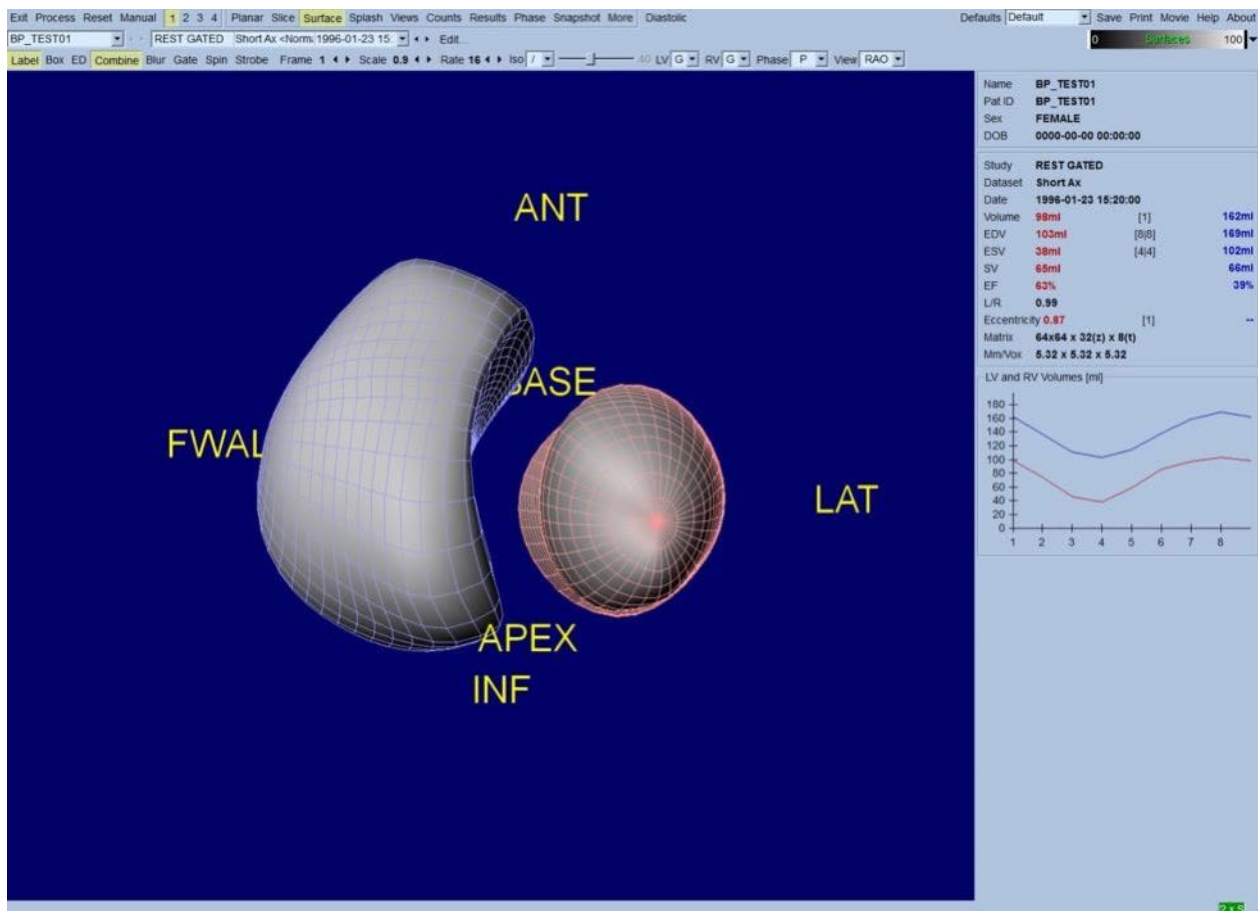 Exit Process Reset Manual 1 2 3 4 Planar Slice Surface Splash Views Counts Results Phase Snapshot More Diastolic Defaults Default Save Print Movie Help About
BP_TEST01 REST GATED Short Ax <Norm 1996-01-23 15: Edit... 0 Surfaces 100
Label Box ED Combine Blur Gate Spin Strobe Frame 1 Scale 0.9 Rate 16 Iso / 40 LV G RV G Phase P View RAO
Name BP_TEST01
Pat ID BP_TEST01
Sex FEMALE
DOB 0000-00-00 00:00:00
Study REST GATED
Dataset Short Ax
Date 1996-01-23 15:20:00
Volume 98ml [1] 162ml
EDV 103ml [8|8] 169ml
ESV 38ml [4|4] 102ml
SV 65ml 66ml
EF 63% 39%
L/R 0.99
Eccentricity 0.87 [1] --
Matrix 64x64 x 32(z) x 8(t)
Mm/Vox 5.32 x 5.32 x 5.32
LV and RV Volumes [ml]
180
160
140
120
100
80
60
40
20
0
1 2 3 4 5 6 7 8
ANT
BASE
FWAL
LAT
APEX
INF
2 x S